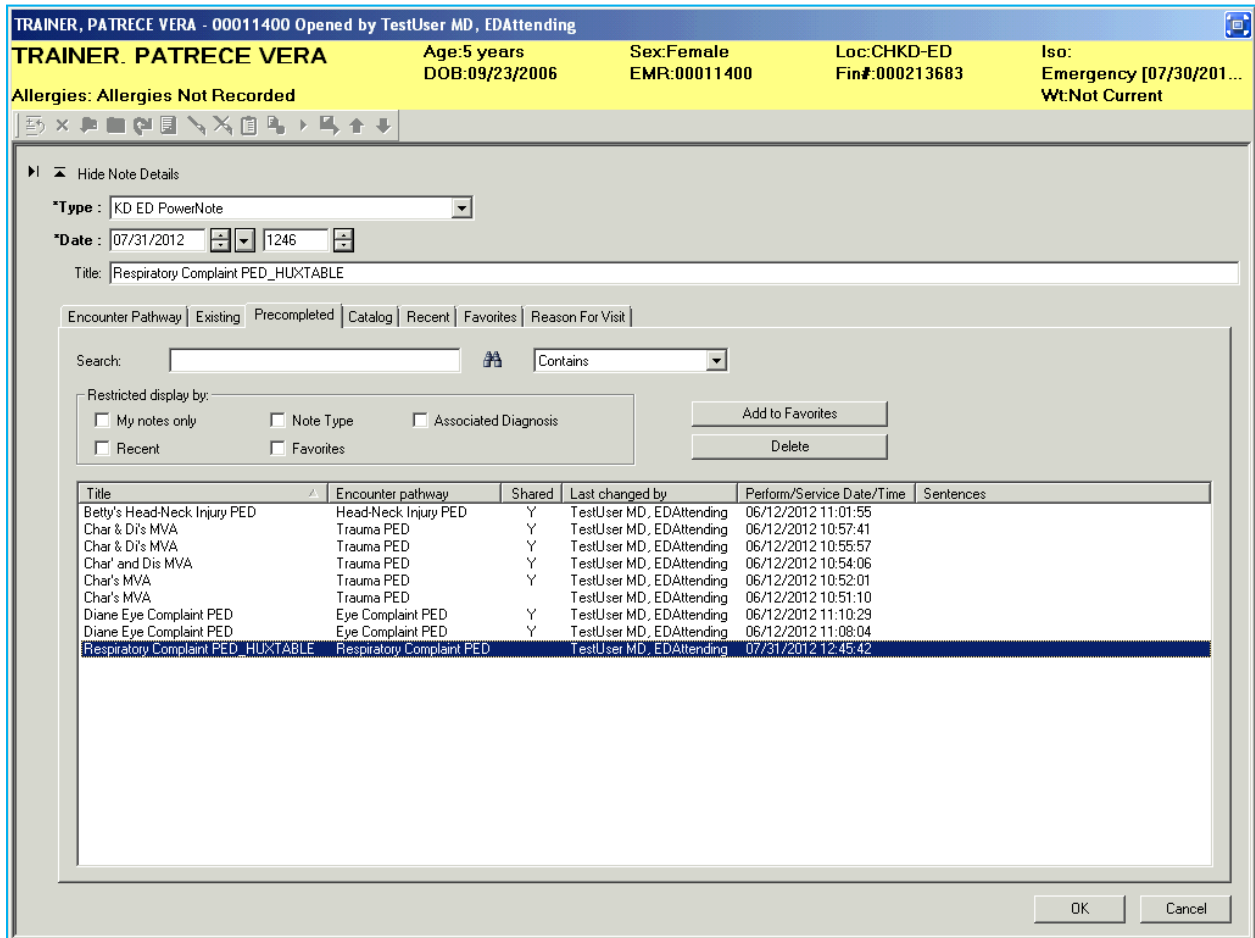 TRAINER, PATRECE VERA - 00011400 Opened by TestUser MD, EDAttending
TRAINER. PATRECE VERA Age:5 years Sex:Female Loc:CHKD-ED Iso:
DOB:09/23/2006 EMR:00011400 Fin#:000213683 Emergency [07/30/201...
Allergies: Allergies Not Recorded Wt:Not Current
Hide Note Details
*Type : KD ED PowerNote
*Date : 07/31/2012 1246
Title: Respiratory Complaint PED_HUXTABLE
Encounter Pathway Existing Precompleted Catalog Recent Favorites Reason For Visit
Search: Contains
Restricted display by:
My notes only Note Type Associated Diagnosis Add to Favorites
Recent Favorites Delete
Title Encounter pathway Shared Last changed by Perform/Service Date/Time Sentences
Betty's Head-Neck Injury PED Head-Neck Injury PED Y TestUser MD, EDAttending 06/12/2012 11:01:55
Char & Di's MVA Trauma PED Y TestUser MD, EDAttending 06/12/2012 10:57:41
Char & Di's MVA Trauma PED Y TestUser MD, EDAttending 06/12/2012 10:55:57
Char' and Dis MVA Trauma PED Y TestUser MD, EDAttending 06/12/2012 10:54:06
Char's MVA Trauma PED Y TestUser MD, EDAttending 06/12/2012 10:52:01
Char's MVA Trauma PED TestUser MD, EDAttending 06/12/2012 10:51:10
Diane Eye Complaint PED Eye Complaint PED Y TestUser MD, EDAttending 06/12/2012 11:10:29
Diane Eye Complaint PED Eye Complaint PED Y TestUser MD, EDAttending 06/12/2012 11:08:04
Respiratory Complaint PED_HUXTABLE Respiratory Complaint PED TestUser MD, EDAttending 07/31/2012 12:45:42
OK Cancel